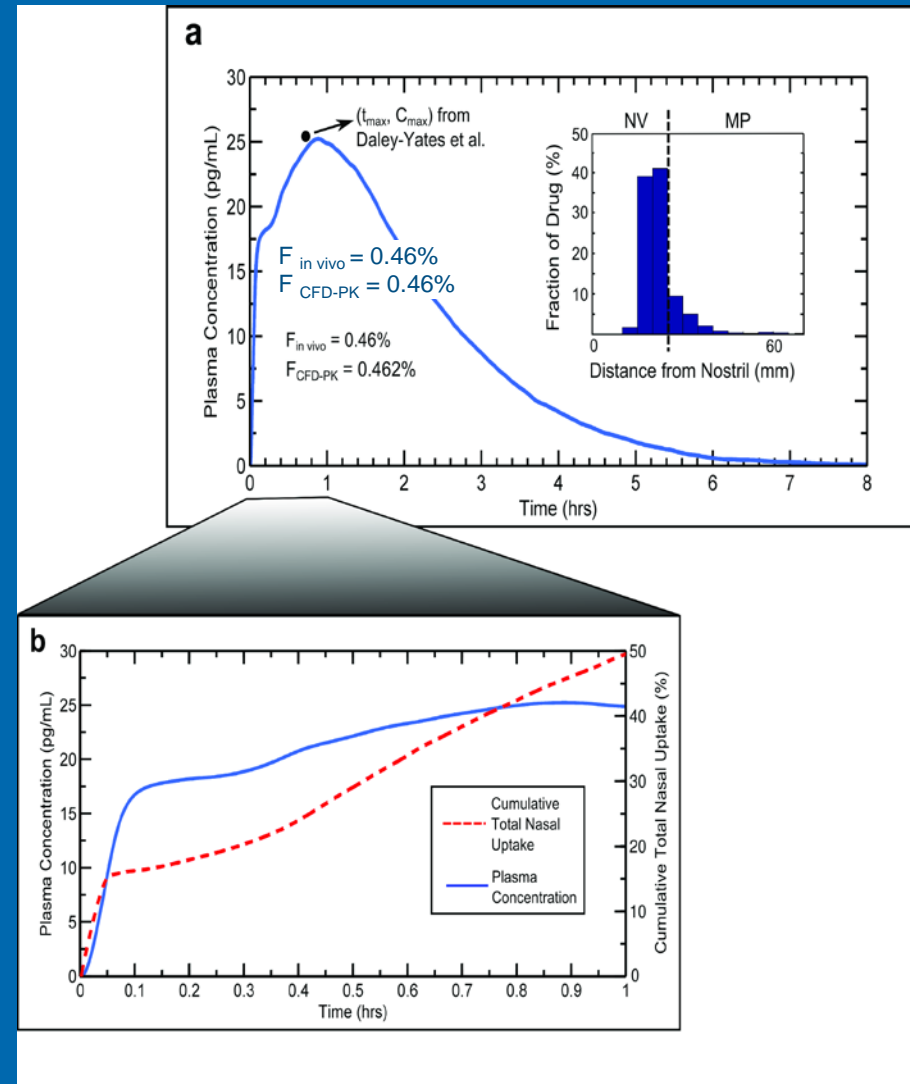 a
30
25
20
15
10
5
0
Plasma Concentration (pg/mL)
(tmax, Cmax) from
Daley-Yates et al.
F in vivo = 0.46%
F CFD-PK = 0.46%
Fin vivo = 0.46%
FCFD-PK = 0.462%
NV MP
50
40
30
20
10
Fraction of Drug (%)
0 60
Distance from Nostril (mm)
0 1 2 3 4 5 6 7 8
Time (hrs)
b
30
25
20
15
10
5
0
Plasma Concentration (pg/mL)
50
40
30
20
10
0
Cumulative Total Nasal Uptake (%)
Cumulative
Total Nasal
Uptake
Plasma
Concentration
0 0.1 0.2 0.3 0.4 0.5 0.6 0.7 0.8 0.9 1
Time (hrs)